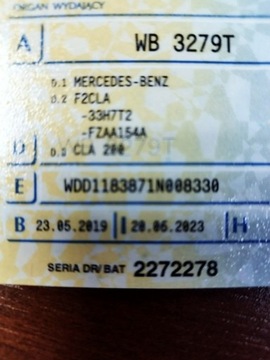 ORGAN WYDAJĄCY
A WB 3279T
D.1 MERCEDES-BENZ
D.2 F2CLA
-33H7T2
-FZAA154A
D D.3 CLA 200
E WDD1183871N008330
B 23.05.2019 I 20.06.2023 H
SERIA DR/BAT 2272278